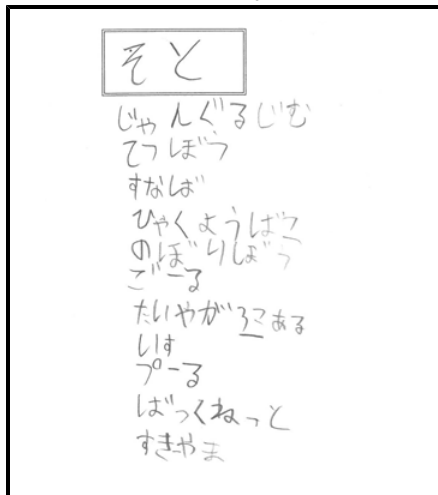 そと
じゃんぐるじむ
てつぼう
すなば
ひゃくようばこ
のぼりぼう
ごーる
たいやが3こある
いす
プーる
ばっくねっと
すきやま